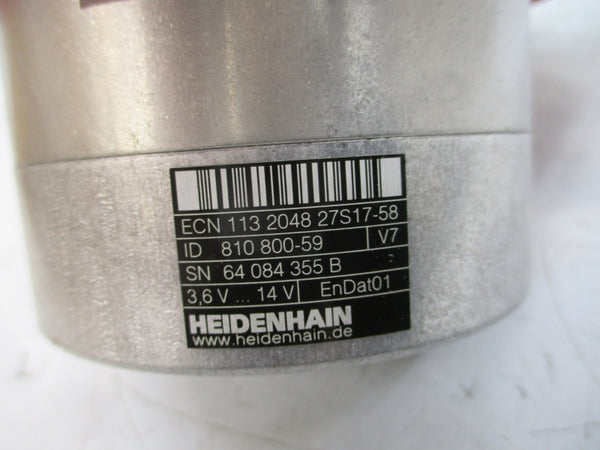 ECN 113 2048 27S17-58
ID 810 800-59 V7
SN 64 084 355 B
3,6 V ... 14 V EnDat01
HEIDENHAIN
www.heidenhain.de